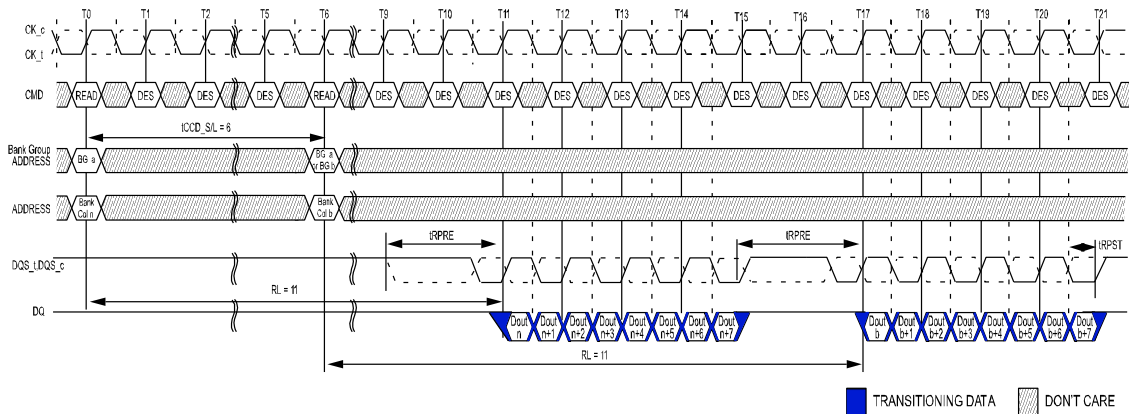 T0 T1 T2 T5 T6 T9 T10 T11 T12 T13 T14 T15 T16 T17 T18 T19 T20 T21
CK_c
CK_t
CMD READ DES DES DES READ DES DES DES DES DES DES DES DES DES DES DES DES DES
tCCD_S/L = 6
Bank Group
ADDRESS
BG a
BG a
or BG b
ADDRESS
Bank
Col n
Bank
Col b
tRPRE tRPRE tRPST
DQS_t,DQS_c
RL = 11
DQ
Dout Dout Dout Dout Dout Dout Dout Dout Dout Dout Dout Dout Dout Dout Dout
n n+1 n+2 n+3 n+4 n+5 n+6 n+7 b b+1 b+2 b+3 b+4 b+5 b+6 b+7
RL = 11
TRANSITIONING DATA DON'T CARE